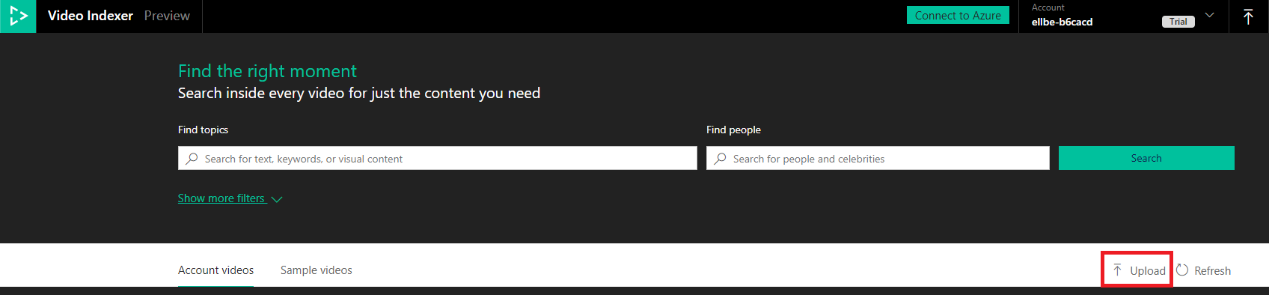 Video Indexer Preview
Connect to Azure
Account
ellbe-b6cacd
Trial
Find the right moment
Search inside every video for just the content you need
Find topics
Find people
Search for text, keywords, or visual content
Search for people and celebrities
Search
Show more filters
Account videos
Sample videos
Upload
Refresh